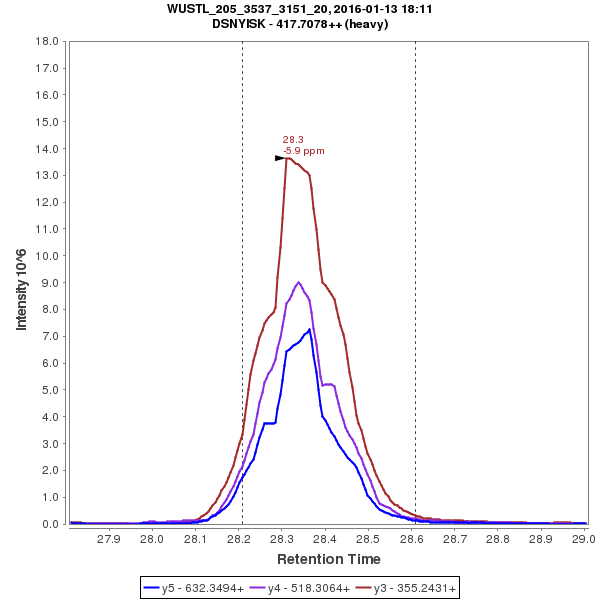 WUSTL_205_3537_3151_20, 2016-01-13 18:11
DSNYISK - 417.7078++ (heavy)
18.0
17.0
16.0
15.0
14.0
13.0
12.0
11.0
10.0
9.0
8.0
7.0
6.0
5.0
4.0
3.0
2.0
1.0
0.0
Intensity 10^6
28.3
-5.9 ppm
27.9 28.0 28.1 28.2 28.3 28.4 28.5 28.6 28.7 28.8 28.9 29.0
Retention Time
y5 - 632.3494+ y4 - 518.3064+ y3 - 355.2431+